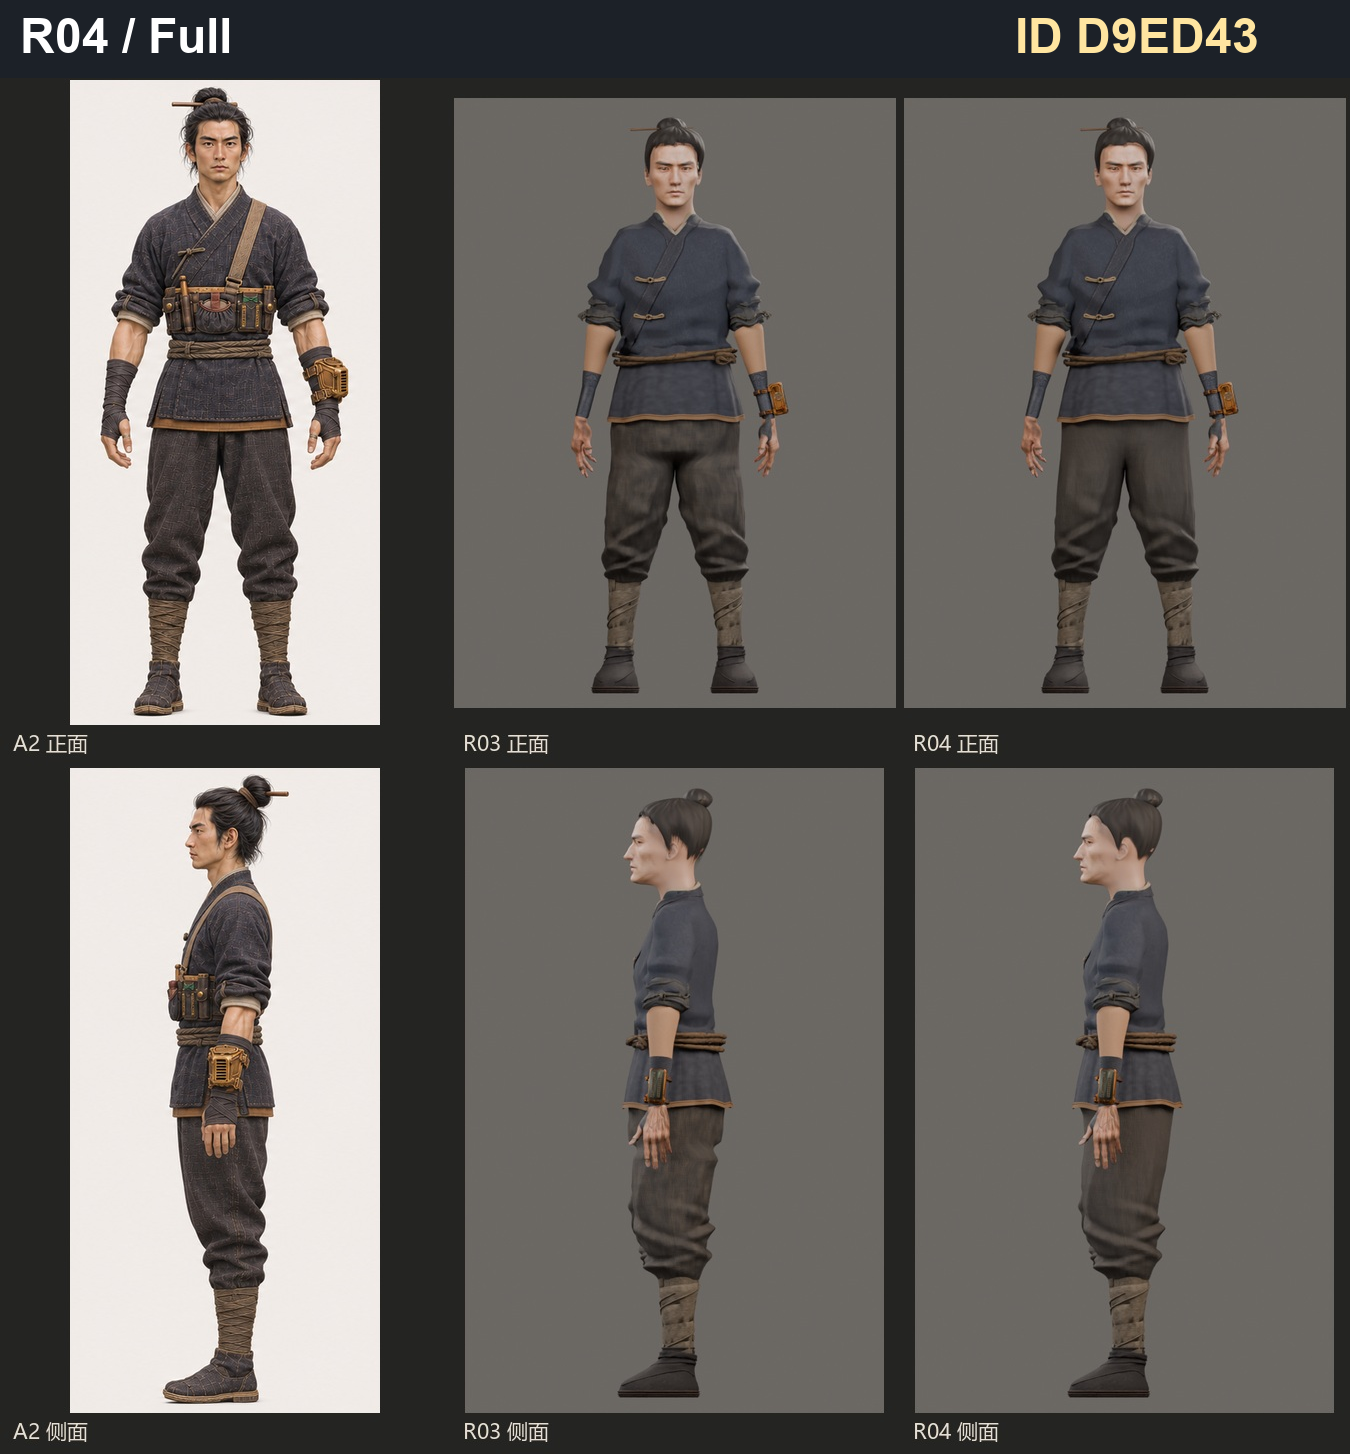 R04 / Full
ID D9ED43
A2 正面
R03 正面
R04 正面
A2 侧面
R03 侧面
R04 侧面